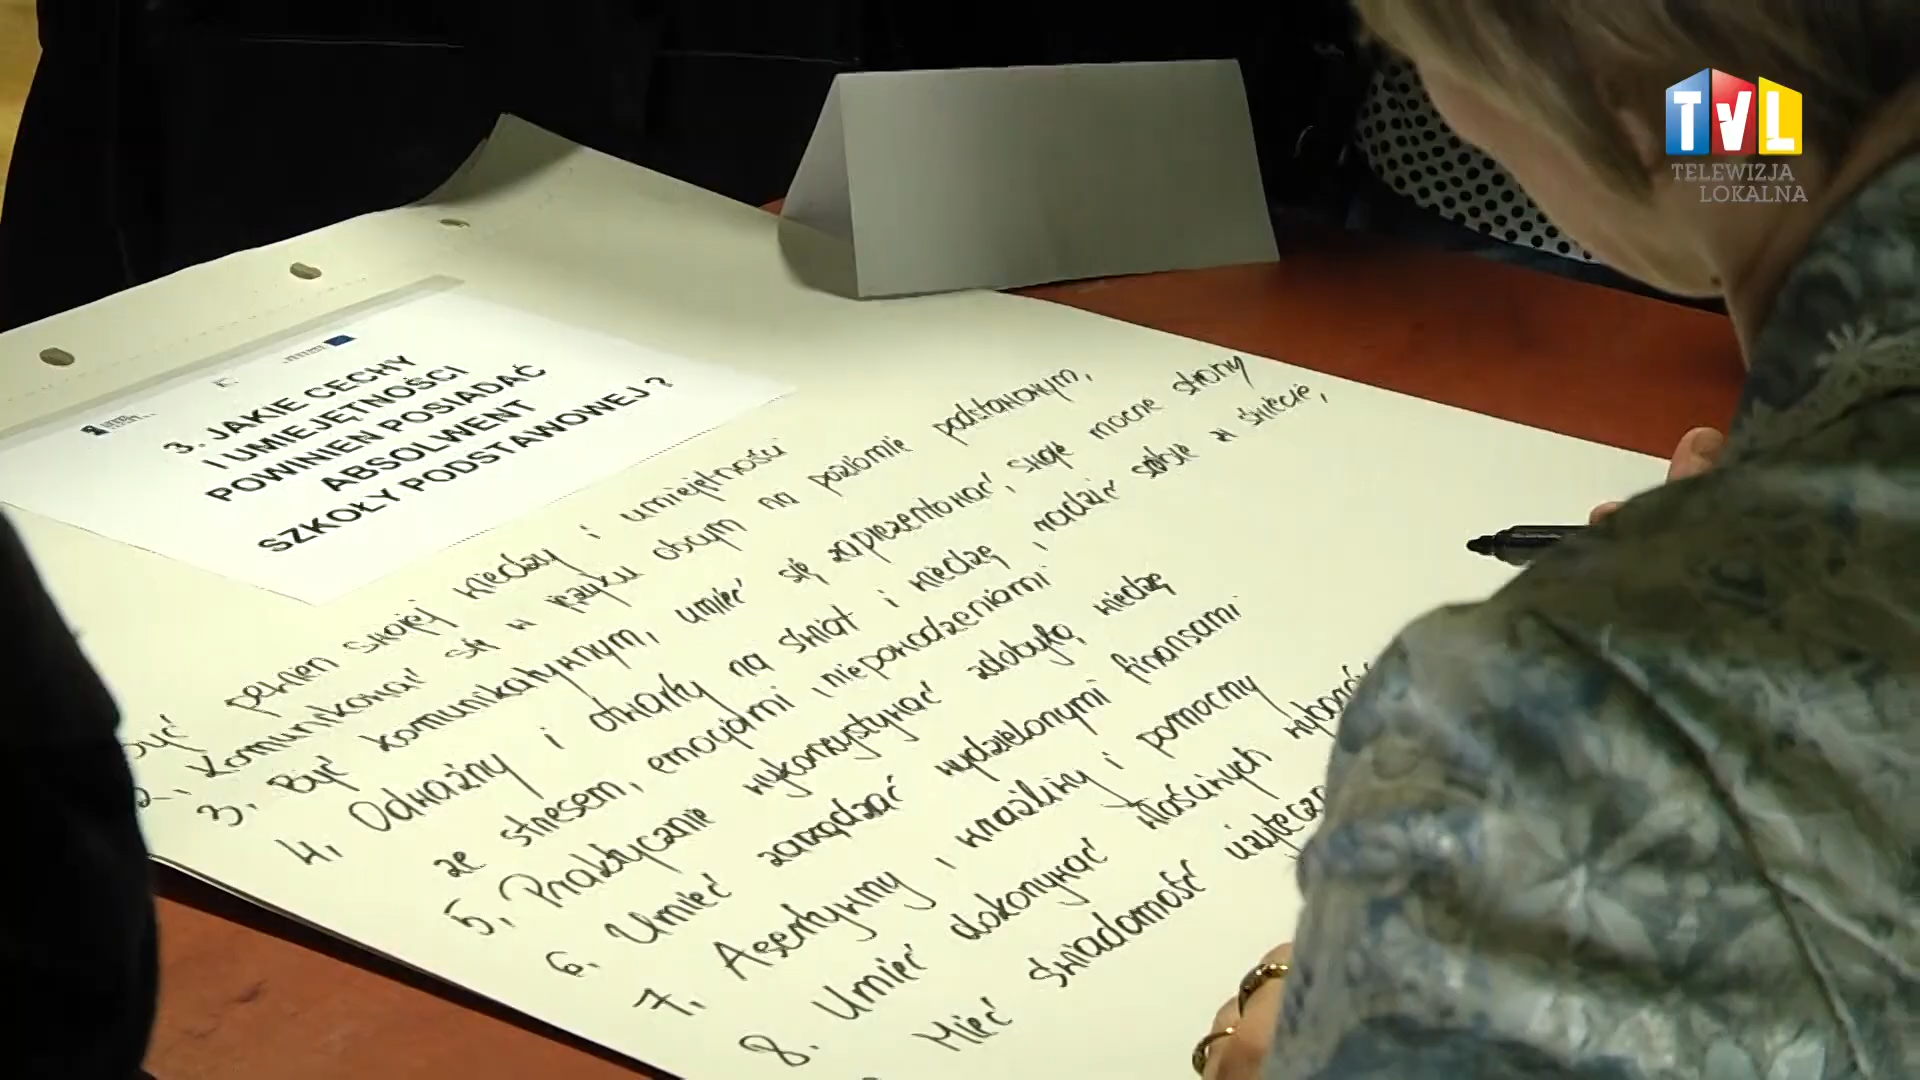 TVL
TELEWIZJA
LOKALNA
3. JAKIE CECHY
I UMIEJĘTNOŚCI
POWINIEN POSIADAĆ
ABSOLWENT
SZKOŁY PODSTAWOWEJ?
Być pewien swojej wiedzy i umiejętności
2. Komunikować się w języku obcym na poziomie podstawowym,
3. Być komunikatywnym, umieć się zaprezentować, swoje mocne strony
4. Odważny i otwarty na świat i wiedzę, radzić sobie w świecie,
ze stresem, emocjami, niepowodzeniami
5. Praktycznie wykorzystywać zdobytą wiedzę
6. Umieć zarządzać wydzielonymi finansami
7. Asertywny, wrażliwy i pomocny
8. Umieć dokonywać właściwych
Mieć świadomość